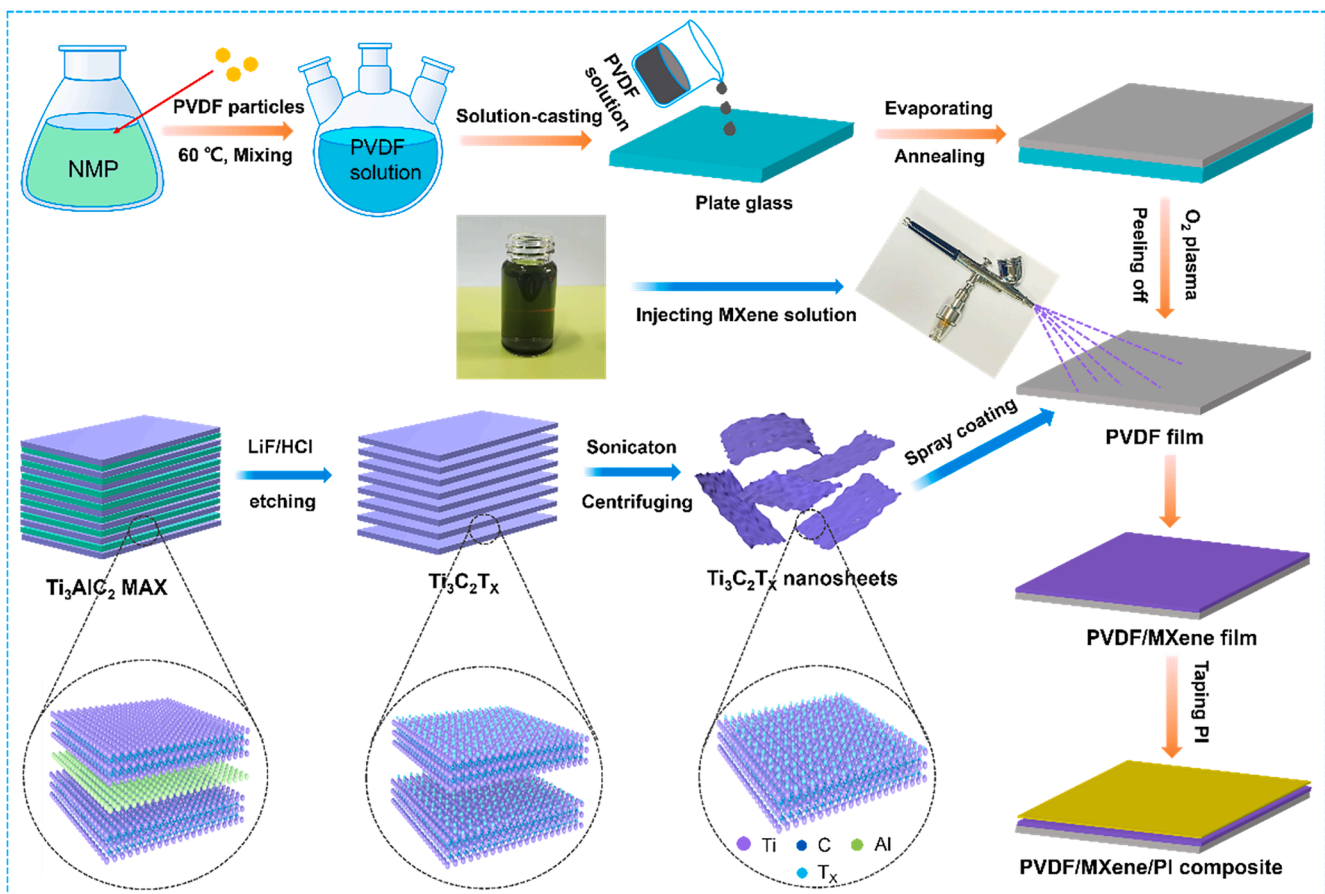 PVDF particles
60 ℃, Mixing
NMP
PVDF
solution
Solution-casting
PVDF
solution
Plate glass
Evaporating
Annealing
O₂ plasma
Peeling off
Injecting MXene solution
PVDF film
Ti₃AlC₂ MAX
LiF/HCl
etching
Ti₃C₂Tₓ
Sonicaton
Centrifuging
Ti₃C₂Tₓ nanosheets
Spray coating
PVDF/MXene film
Taping PI
PVDF/MXene/PI composite
Ti
C
Al
Tₓ